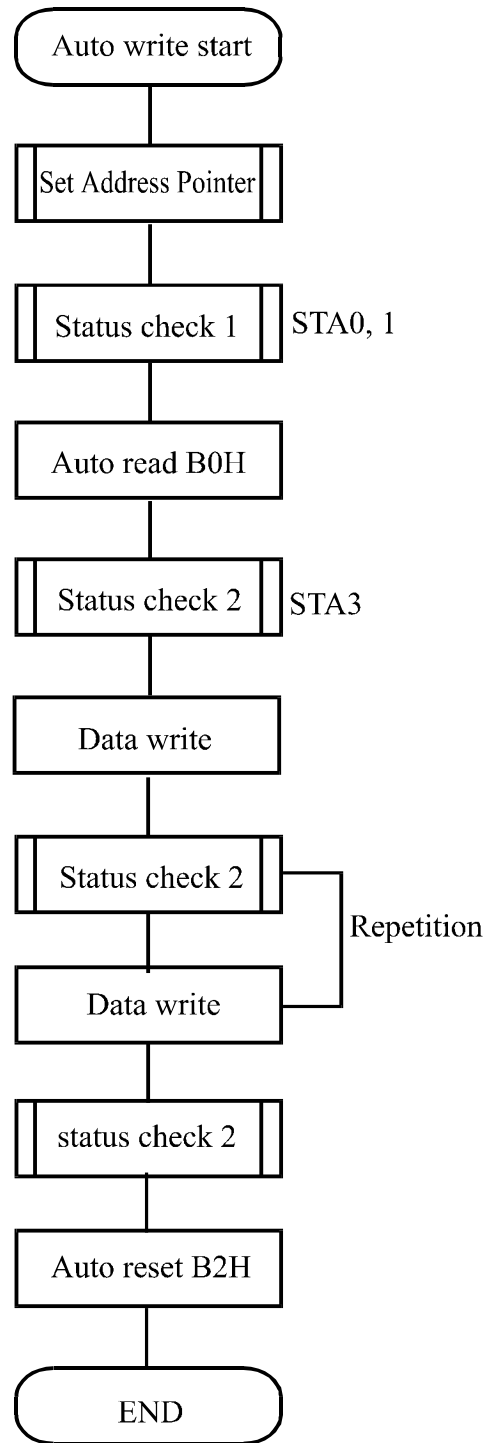 Auto write start
Set Address Pointer
Status check 1
STA0, 1
Auto read B0H
Status check 2
STA3
Data write
Status check 2
Repetition
Data write
status check 2
Auto reset B2H
END